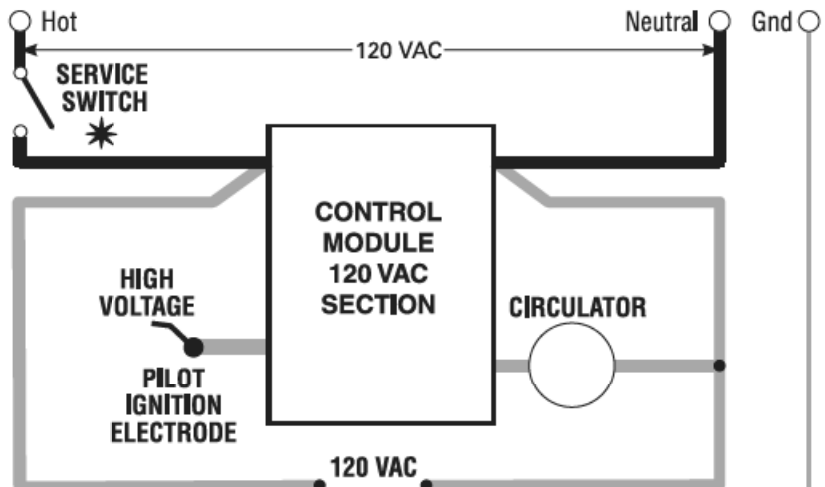 Hot
Neutral
Gnd
120 VAC
SERVICE
SWITCH
CONTROL
MODULE
120 VAC
SECTION
HIGH
VOLTAGE
CIRCULATOR
PILOT
IGNITION
ELECTRODE
120 VAC